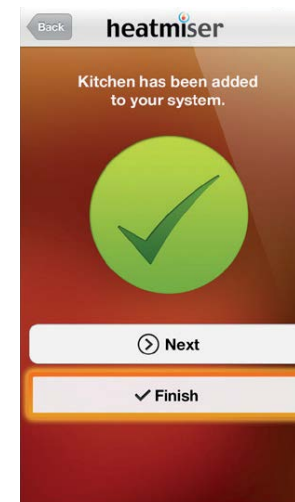 Back
heatmiser
Kitchen has been added
to your system.
Next
Finish